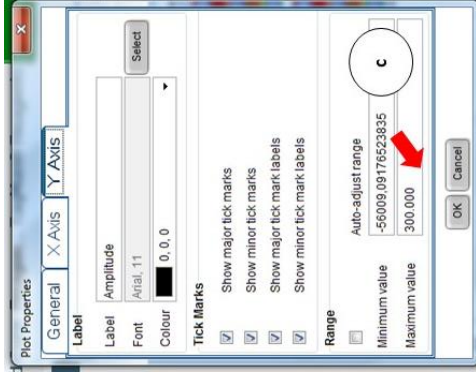 Plot Properties
General X Axis Y Axis
Label
Label Amplitude
Font Arial, 11 Select
Colour 0, 0, 0
Tick Marks
Show major tick marks
Show minor tick marks
Show major tick mark labels
Show minor tick mark labels
Range
Auto-adjust range
Minimum value -56009,09176523835
Maximum value 300.000
c
OK Cancel